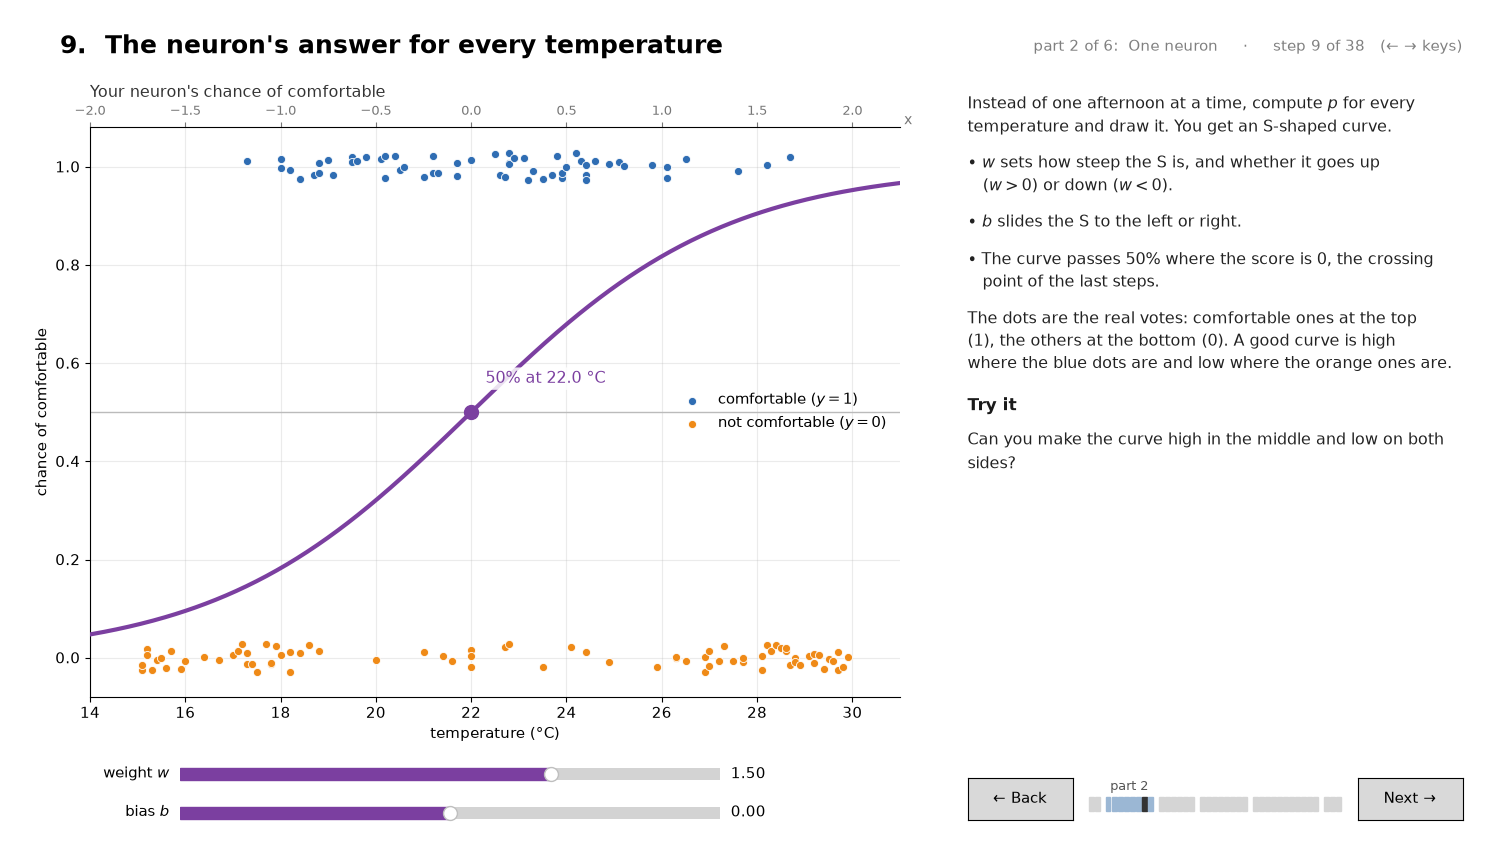 9. The neuron's answer for every temperature
part 2 of 6: One neuron · step 9 of 38 (← → keys)
Your neuron's chance of comfortable
−2.0 −1.5 −1.0 −0.5 0.0 0.5 1.0 1.5 2.0
x
1.0
0.8
0.6
0.4
0.2
0.0
chance of comfortable
50% at 22.0 °C
comfortable (y = 1)
not comfortable (y = 0)
14 16 18 20 22 24 26 28 30
temperature (°C)
weight w 1.50
bias b 0.00
Instead of one afternoon at a time, compute p for every
temperature and draw it. You get an S-shaped curve.
• w sets how steep the S is, and whether it goes up
(w > 0) or down (w < 0).
• b slides the S to the left or right.
• The curve passes 50% where the score is 0, the crossing
point of the last steps.
The dots are the real votes: comfortable ones at the top
(1), the others at the bottom (0). A good curve is high
where the blue dots are and low where the orange ones are.
Try it
Can you make the curve high in the middle and low on both
sides?
← Back
part 2
Next →